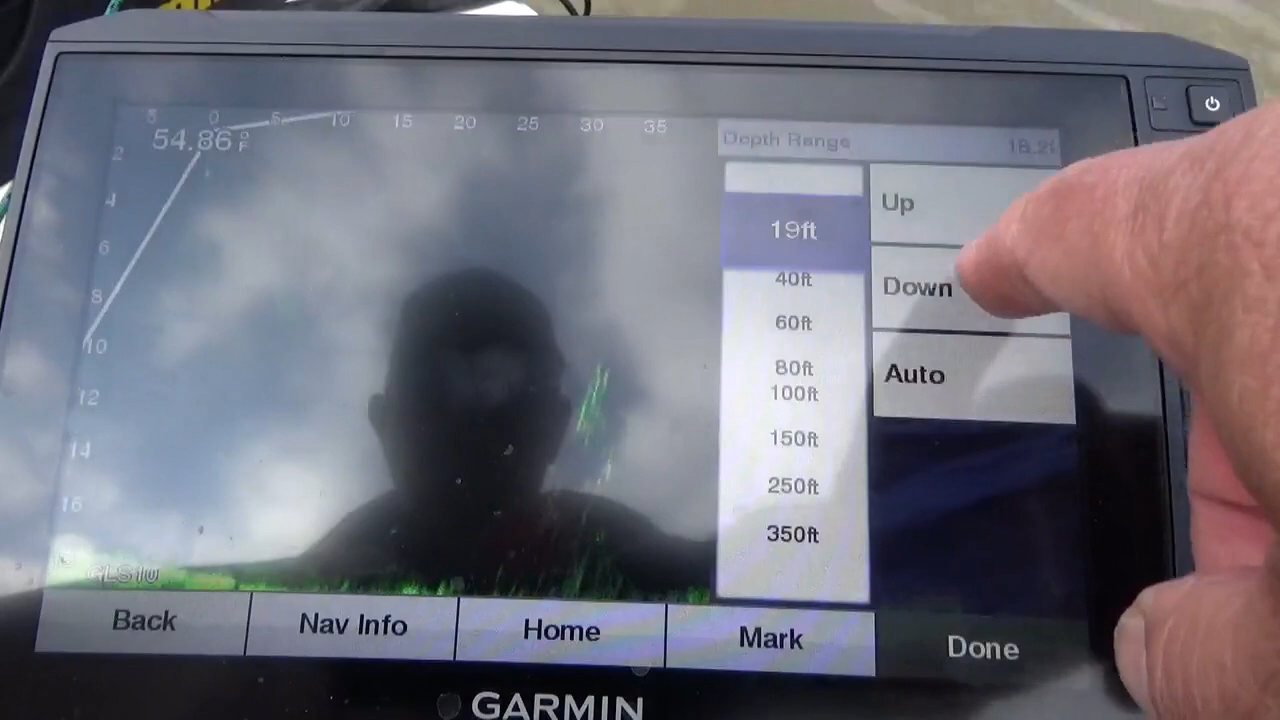 5 0 5 10 15 20 25 30 35
54.86 °F
2
4
6
8
10
12
14
16
GLS10
Depth Range
19ft
40ft
60ft
80ft
100ft
150ft
250ft
350ft
Up
Down
Auto
Back
Nav Info
Home
Mark
Done
GARMIN